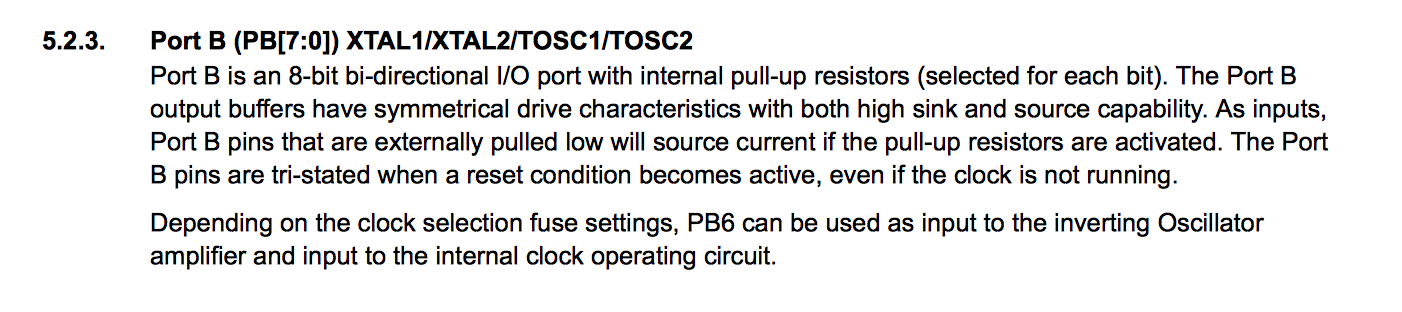 5.2.3. Port B (PB[7:0]) XTAL1/XTAL2/TOSC1/TOSC2
Port B is an 8-bit bi-directional I/O port with internal pull-up resistors (selected for each bit). The Port B
output buffers have symmetrical drive characteristics with both high sink and source capability. As inputs,
Port B pins that are externally pulled low will source current if the pull-up resistors are activated. The Port
B pins are tri-stated when a reset condition becomes active, even if the clock is not running.
Depending on the clock selection fuse settings, PB6 can be used as input to the inverting Oscillator
amplifier and input to the internal clock operating circuit.